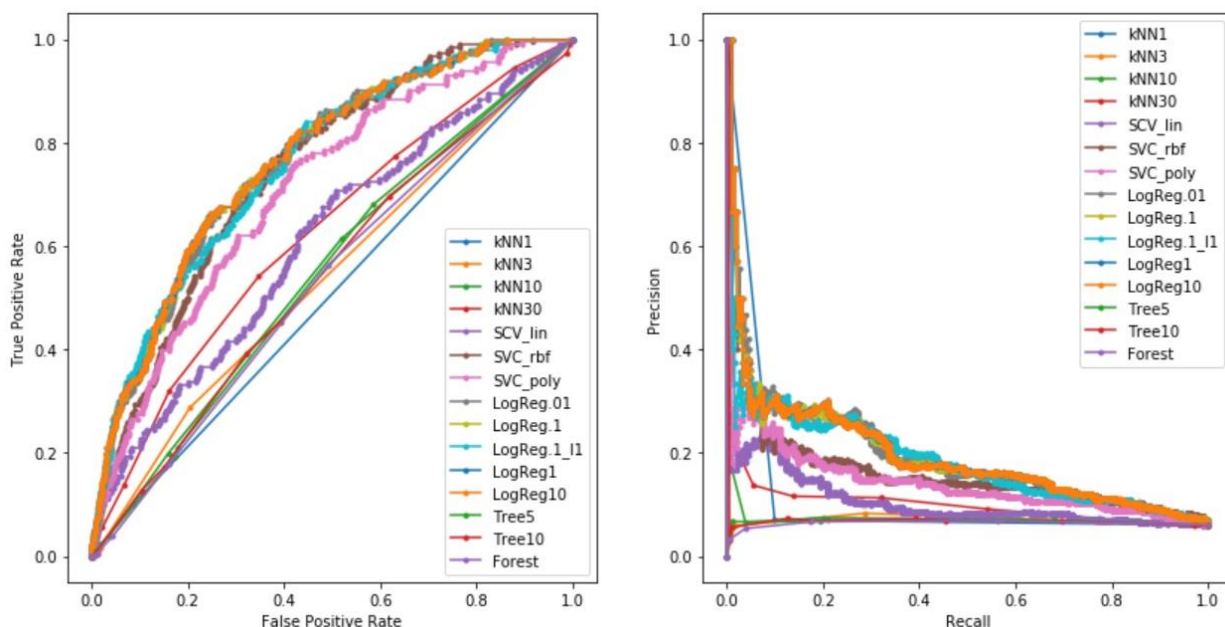 1.0
0.8
0.6
0.4
0.2
0.0
True Positive Rate
0.0 0.2 0.4 0.6 0.8 1.0
False Positive Rate
kNN1
kNN3
kNN10
kNN30
SCV_lin
SVC_rbf
SVC_poly
LogReg.01
LogReg.1
LogReg.1_l1
LogReg1
LogReg10
Tree5
Tree10
Forest
1.0
0.8
0.6
0.4
0.2
0.0
Precision
0.0 0.2 0.4 0.6 0.8 1.0
Recall
kNN1
kNN3
kNN10
kNN30
SCV_lin
SVC_rbf
SVC_poly
LogReg.01
LogReg.1
LogReg.1_l1
LogReg1
LogReg10
Tree5
Tree10
Forest